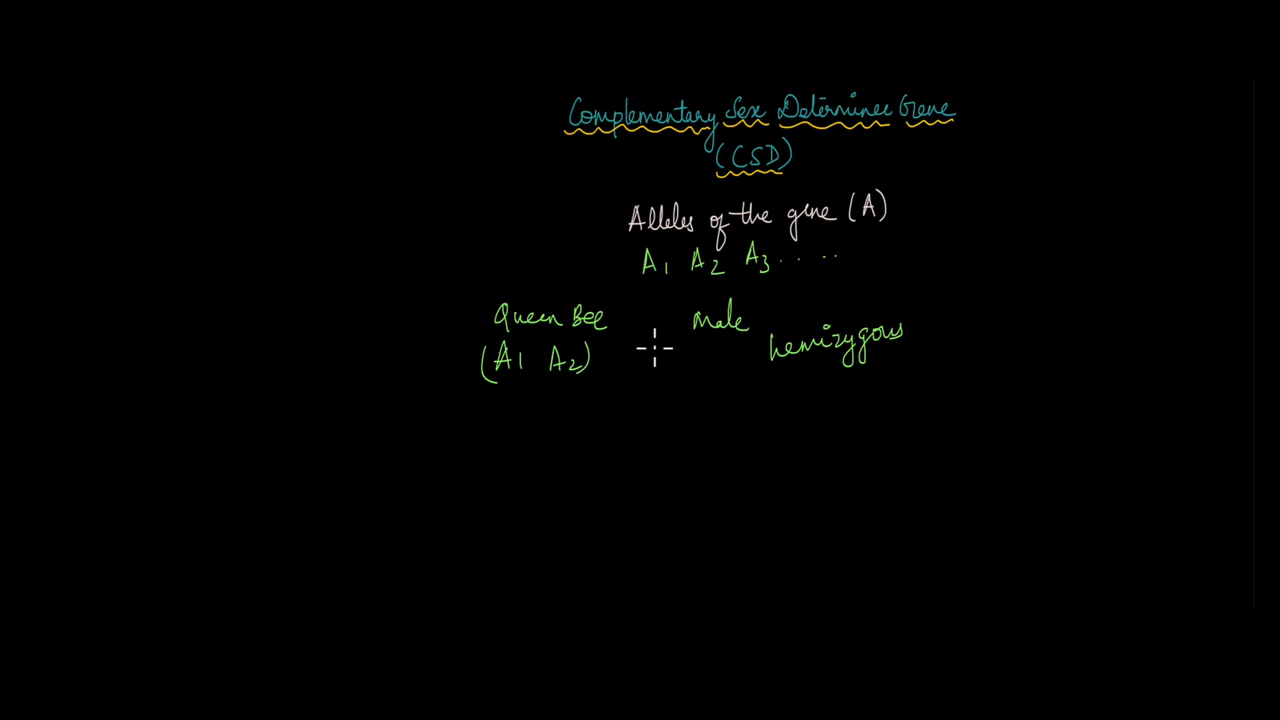 Complementary Sex Determiner Gene
(CSD)
Alleles of the gene (A)
A1 A2 A3 . . . . .
Queen Bee male hemizygous
(A1 A2)